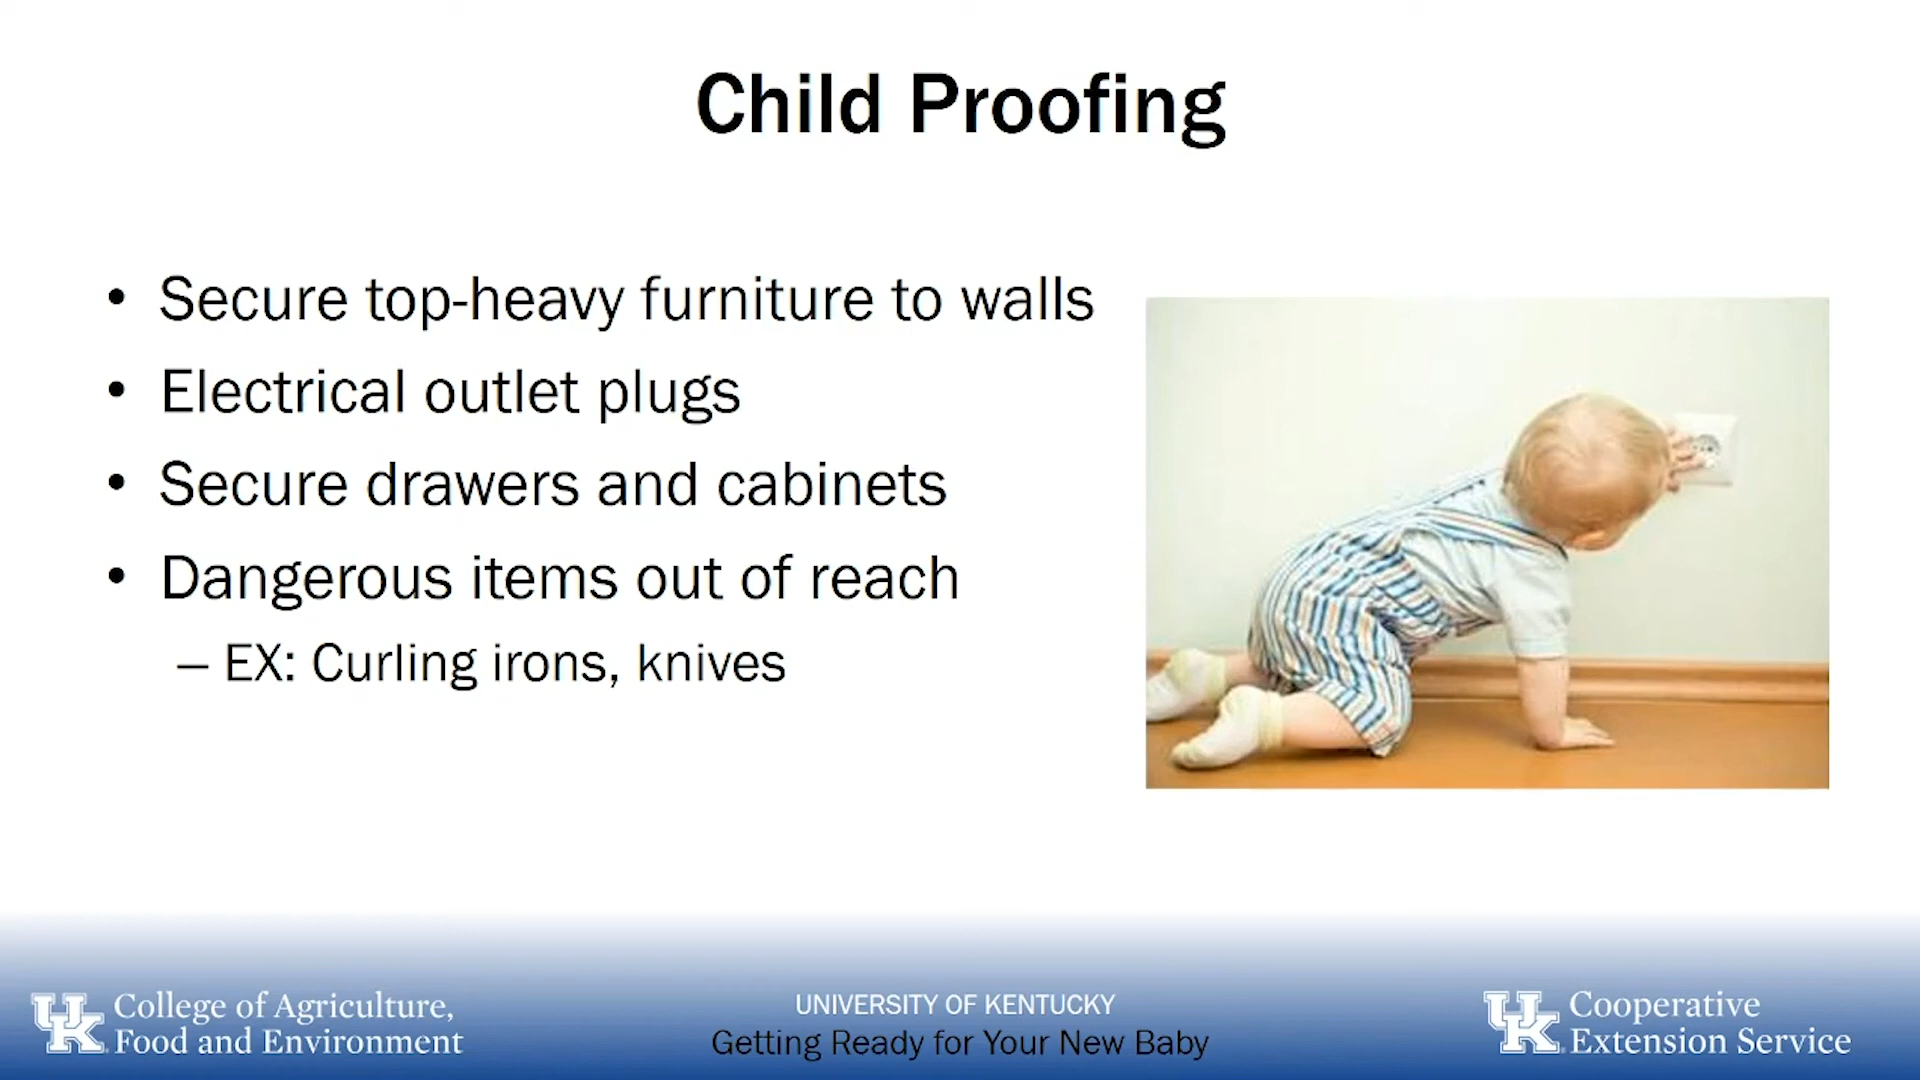 Child Proofing
• Secure top-heavy furniture to walls
• Electrical outlet plugs
• Secure drawers and cabinets
• Dangerous items out of reach
– EX: Curling irons, knives
UK College of Agriculture,
Food and Environment
UNIVERSITY OF KENTUCKY
Getting Ready for Your New Baby
UK Cooperative
Extension Service